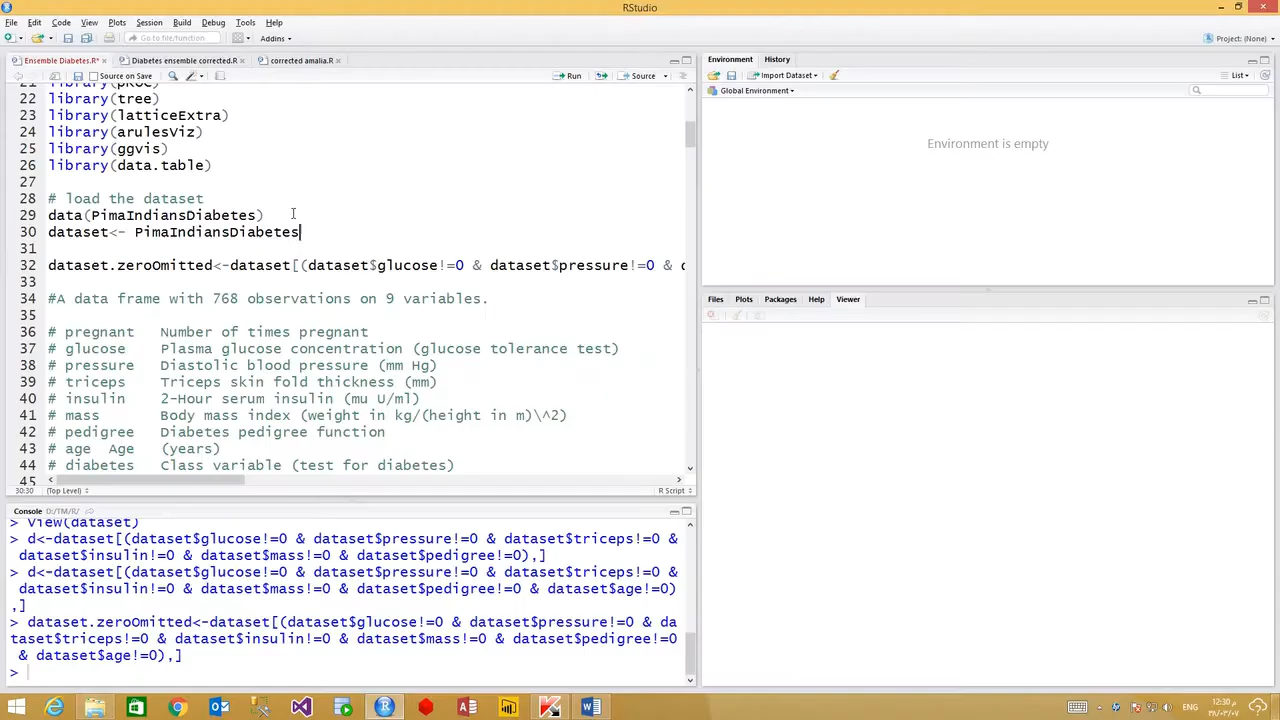 RStudio
File Edit Code View Plots Session Build Debug Tools Help
Go to file/function Addins Project: (None)
Ensemble Diabetes.R* Diabetes ensemble corrected.R corrected amalia.R
Source on Save Run Source
22 library(tree)
23 library(latticeExtra)
24 library(arulesViz)
25 library(ggvis)
26 library(data.table)
27
28 # load the dataset
29 data(PimaIndiansDiabetes)
30 dataset<- PimaIndiansDiabetes
31
32 dataset.zeroOmitted<-dataset[(dataset$glucose!=0 & dataset$pressure!=0 &
33
34 #A data frame with 768 observations on 9 variables.
35
36 # pregnant Number of times pregnant
37 # glucose Plasma glucose concentration (glucose tolerance test)
38 # pressure Diastolic blood pressure (mm Hg)
39 # triceps Triceps skin fold thickness (mm)
40 # insulin 2-Hour serum insulin (mu U/ml)
41 # mass Body mass index (weight in kg/(height in m)\^2)
42 # pedigree Diabetes pedigree function
43 # age Age (years)
44 # diabetes Class variable (test for diabetes)
45
30:30 (Top Level) R Script
Console D:/TM/R/
> View(dataset)
> d<-dataset[(dataset$glucose!=0 & dataset$pressure!=0 & dataset$triceps!=0 &
dataset$insulin!=0 & dataset$mass!=0 & dataset$pedigree!=0),]
> d<-dataset[(dataset$glucose!=0 & dataset$pressure!=0 & dataset$triceps!=0 &
dataset$insulin!=0 & dataset$mass!=0 & dataset$pedigree!=0 & dataset$age!=0)
,]
> dataset.zeroOmitted<-dataset[(dataset$glucose!=0 & dataset$pressure!=0 & da
taset$triceps!=0 & dataset$insulin!=0 & dataset$mass!=0 & dataset$pedigree!=0
& dataset$age!=0),]
>
Environment History
Import Dataset List
Global Environment
Environment is empty
Files Plots Packages Help Viewer
ENG